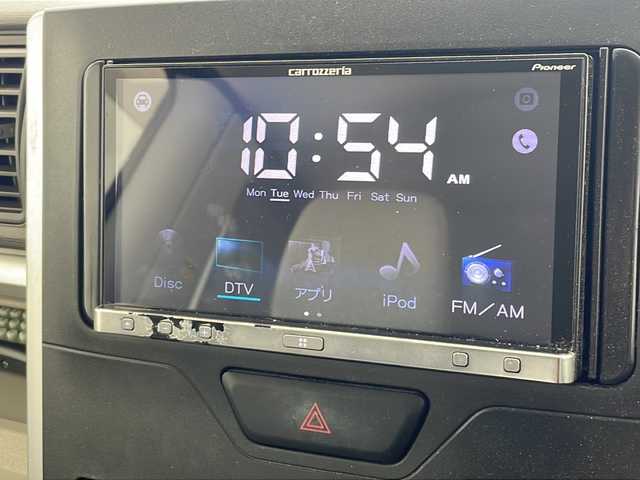 carrozzeria
Pioneer
10:54 AM
Mon Tue Wed Thu Fri Sat Sun
Disc
DTV
アプリ
iPod
FM／AM